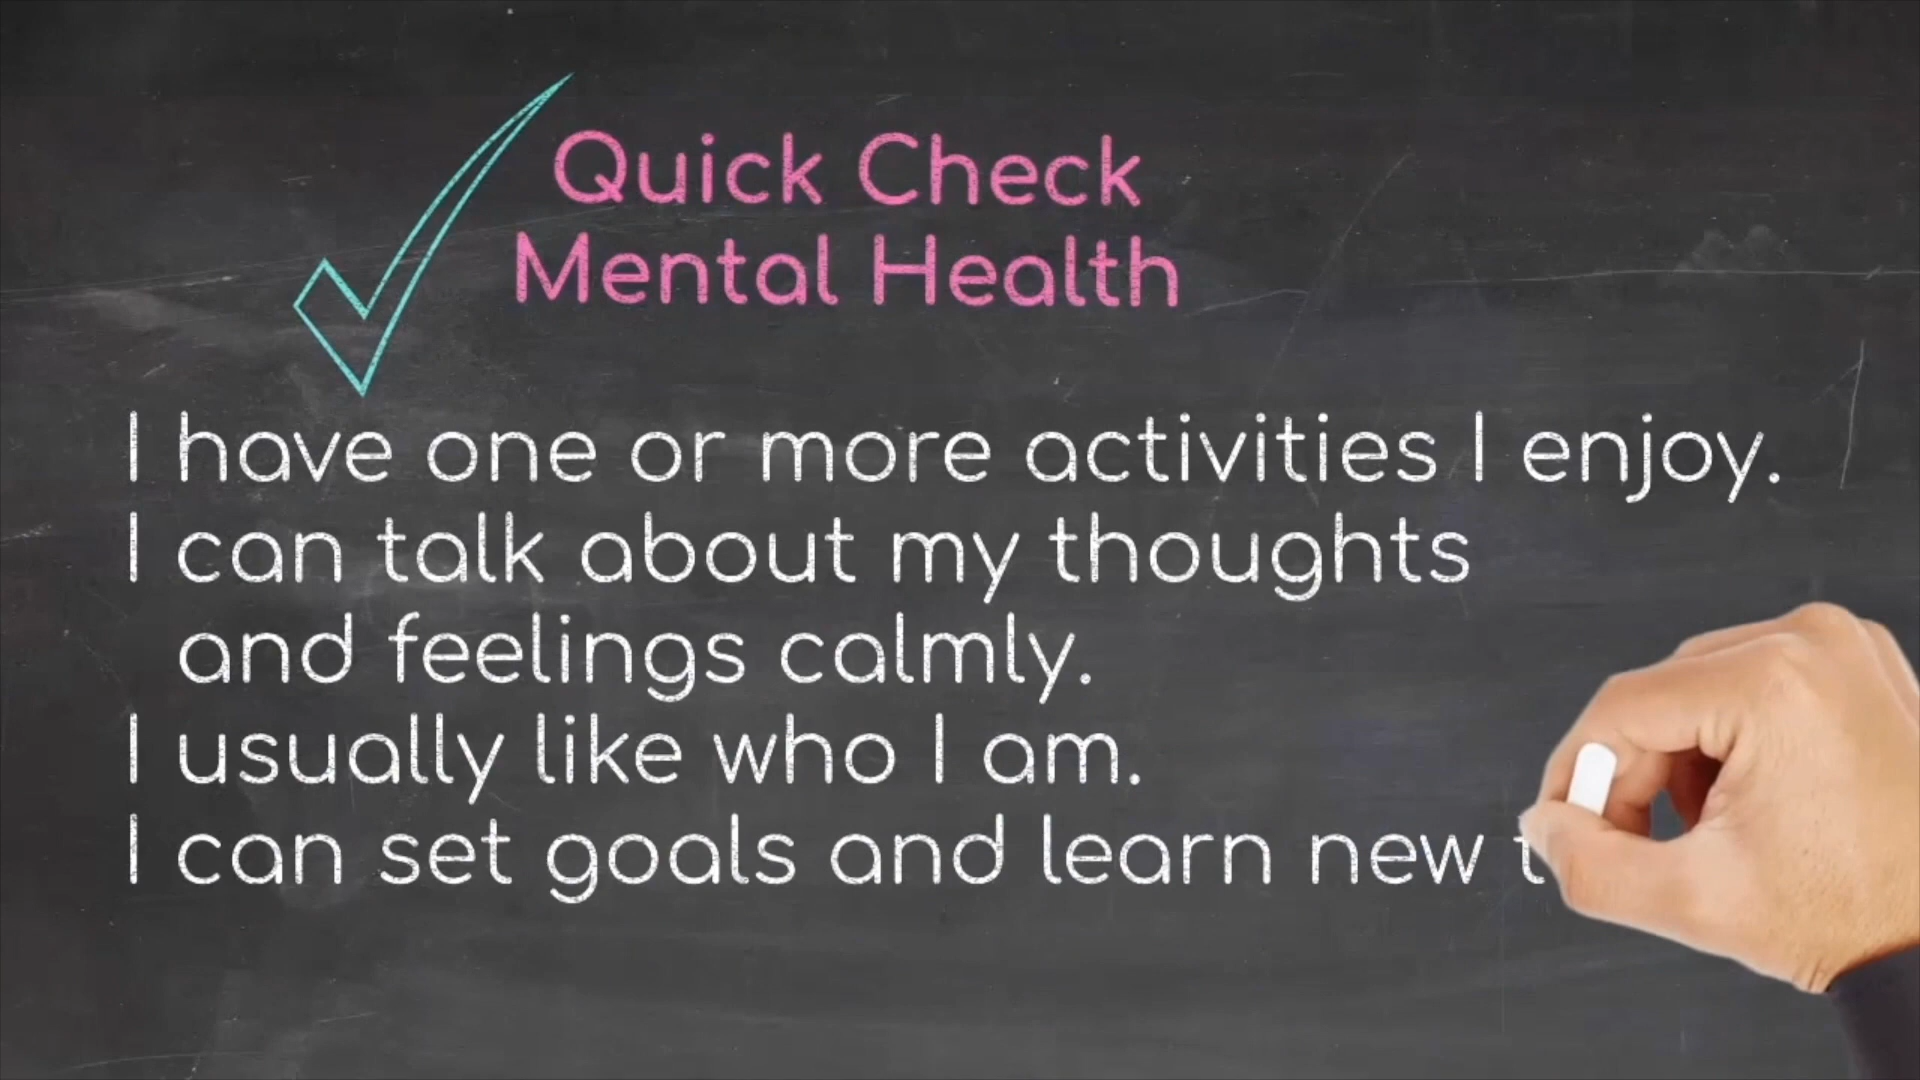 Quick Check
Mental Health
I have one or more activities I enjoy.
I can talk about my thoughts
and feelings calmly.
I usually like who I am.
I can set goals and learn new